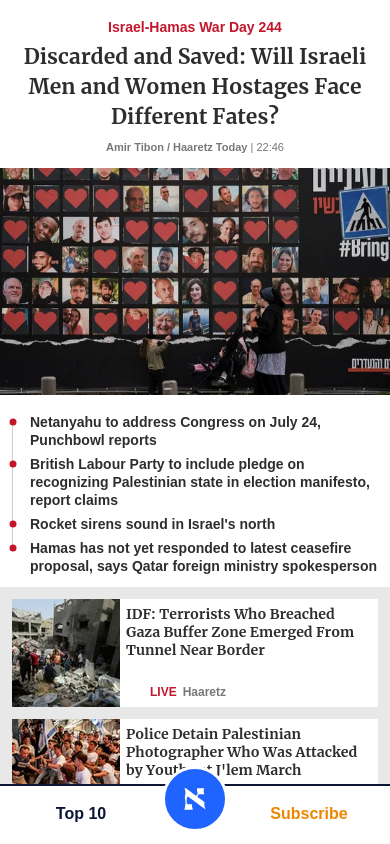 Israel-Hamas War Day 244
Discarded and Saved: Will Israeli
Men and Women Hostages Face
Different Fates?
Amir Tibon / Haaretz Today | 22:46
#Bring
Netanyahu to address Congress on July 24,
Punchbowl reports
British Labour Party to include pledge on
recognizing Palestinian state in election manifesto,
report claims
Rocket sirens sound in Israel's north
Hamas has not yet responded to latest ceasefire
proposal, says Qatar foreign ministry spokesperson
IDF: Terrorists Who Breached
Gaza Buffer Zone Emerged From
Tunnel Near Border
LIVE Haaretz
Police Detain Palestinian
Photographer Who Was Attacked
by J'lem March
Top 10
Subscribe